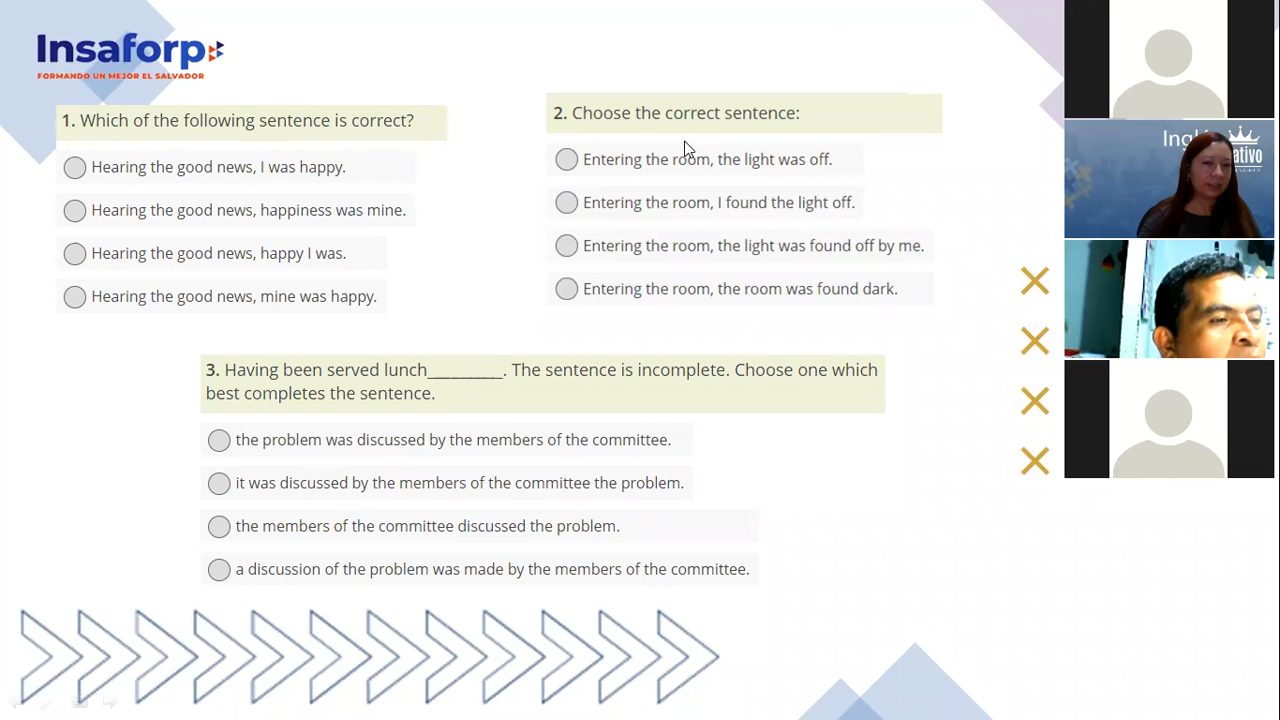 Insaforp
FORMANDO UN MEJOR EL SALVADOR
1. Which of the following sentence is correct?
Hearing the good news, I was happy.
Hearing the good news, happiness was mine.
Hearing the good news, happy I was.
Hearing the good news, mine was happy.
2. Choose the correct sentence:
Entering the room, the light was off.
Entering the room, I found the light off.
Entering the room, the light was found off by me.
Entering the room, the room was found dark.
3. Having been served lunch_________. The sentence is incomplete. Choose one which
best completes the sentence.
the problem was discussed by the members of the committee.
it was discussed by the members of the committee the problem.
the members of the committee discussed the problem.
a discussion of the problem was made by the members of the committee.